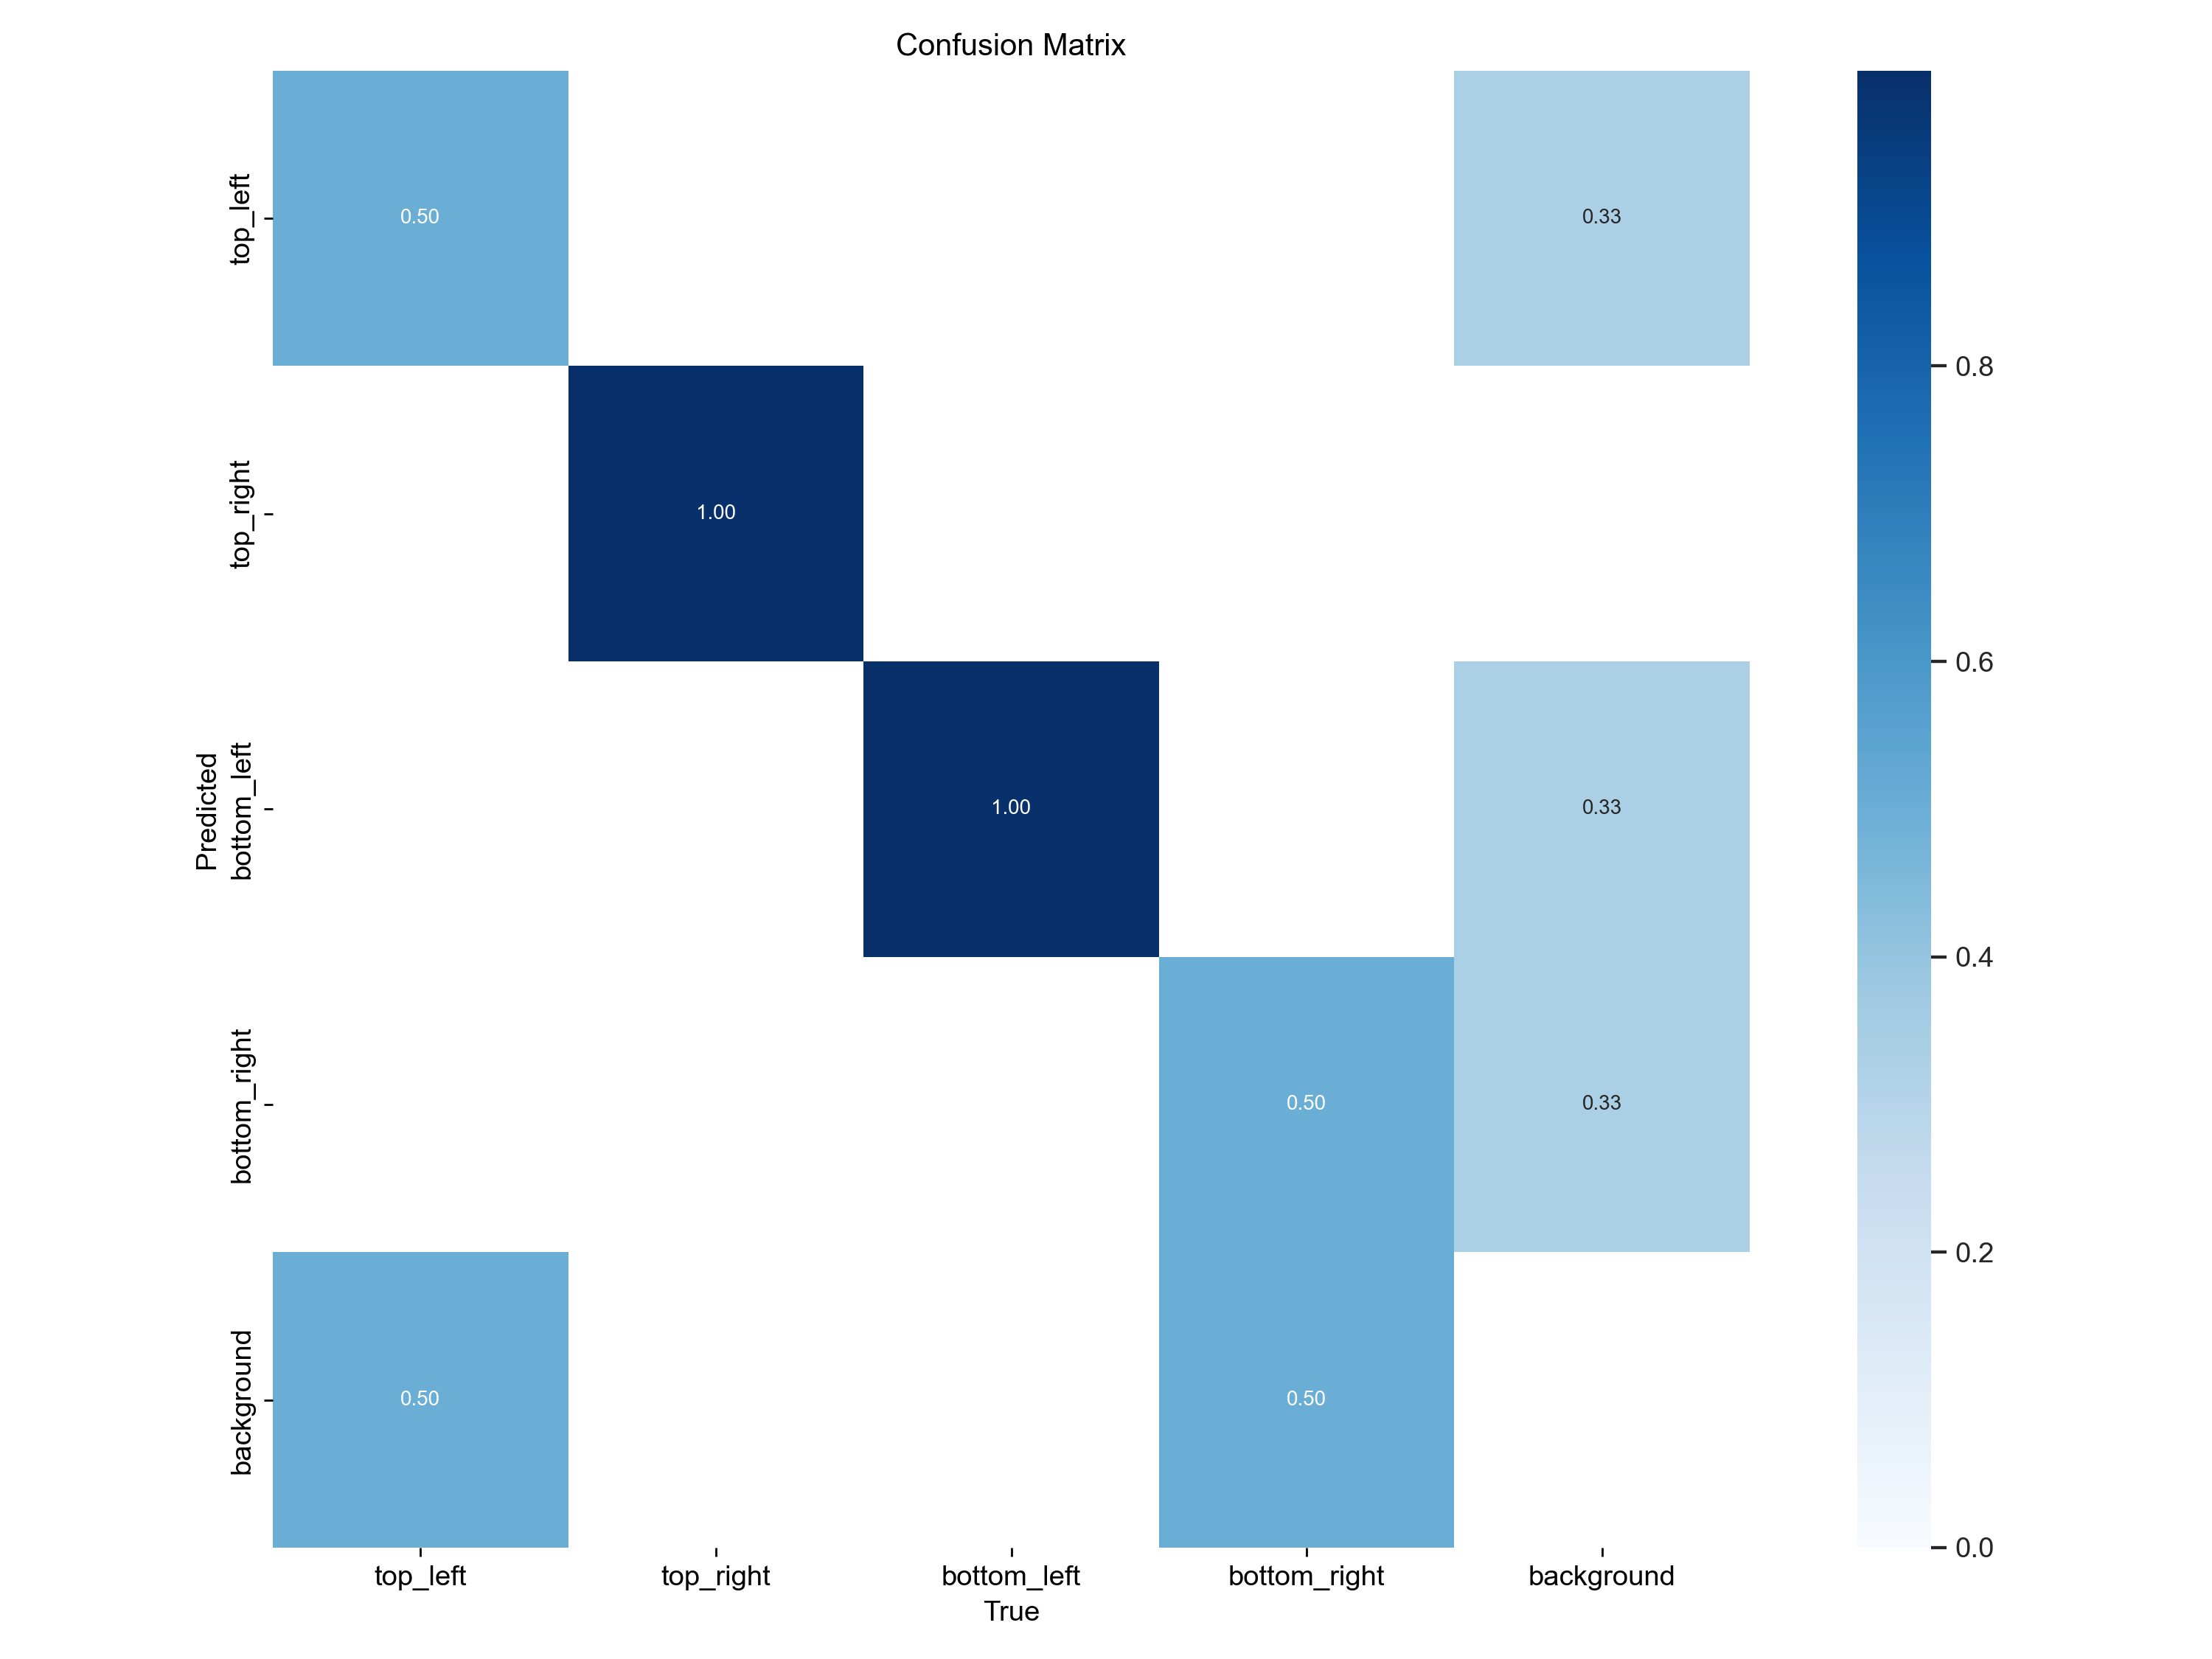 Confusion Matrix
top_left
0.50
0.33
top_right
1.00
Predicted
bottom_left
1.00
0.33
bottom_right
0.50
0.33
background
0.50
0.50
top_left
top_right
bottom_left
bottom_right
background
True
0.8
0.6
0.4
0.2
0.0